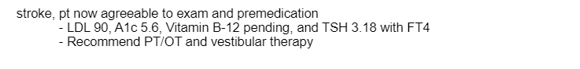 stroke, pt now agreeable to exam and premedication
- LDL 90, A1c 5.6, Vitamin B-12 pending, and TSH 3.18 with FT4
- Recommend PT/OT and vestibular therapy